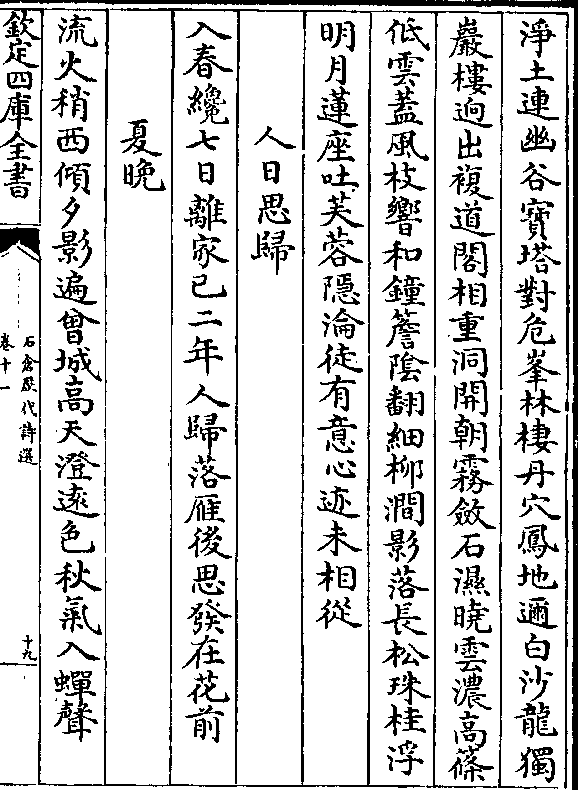 淨土連幽谷寶塔對危峯林棲丹穴鳳地邇白沙龍獨
巖樓逈出複道閣相重洞開朝霧斂石濕曉雲濃高篠
低雲蓋風枝響和鐘簷陰翻細柳澗影落長松珠桂浮
明月蓮座吐芙蓉隱淪徒有意心迹未相從
人日思歸
入春纔七日離家已二年人歸落雁後思發在花前
夏晚
流火稍西傾夕影遍曾城高天澄遠色秋氣入蟬聲
欽定四庫全書
石倉歷代詩選
卷十一
十九